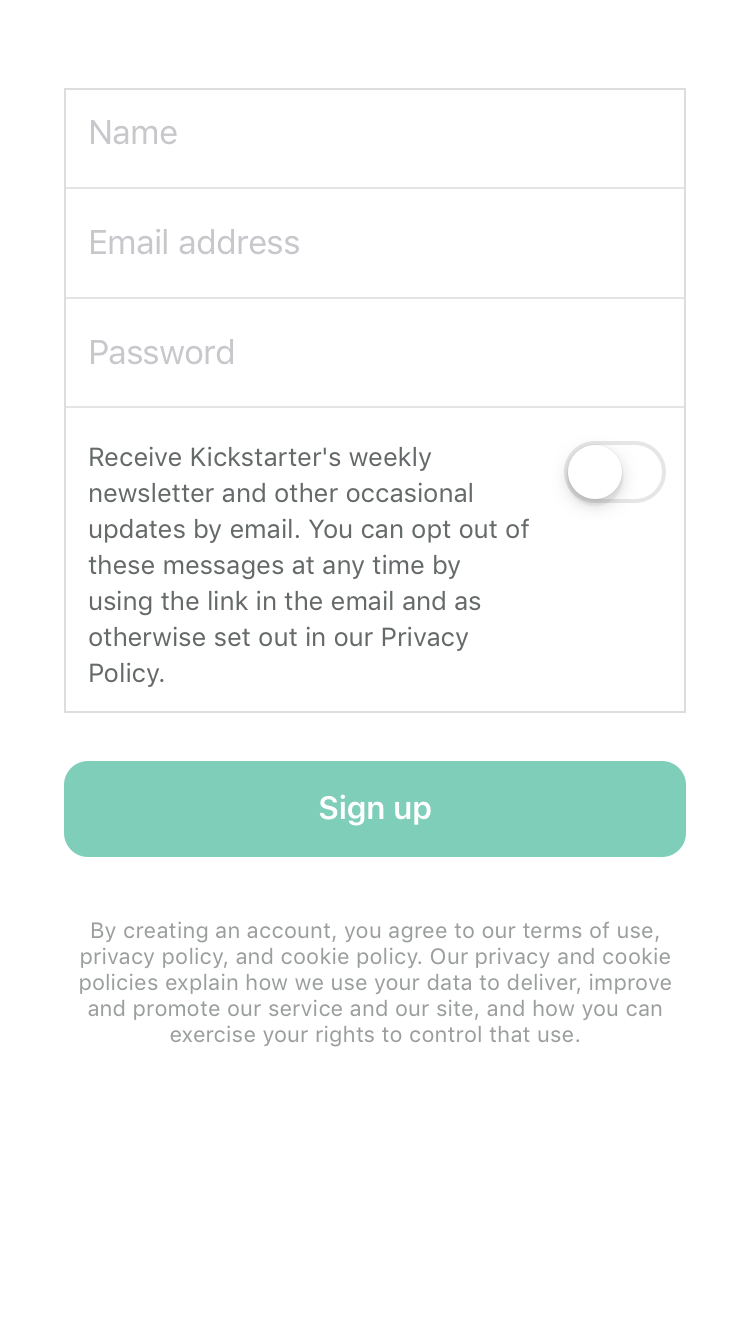 Name
Email address
Password
Receive Kickstarter's weekly
newsletter and other occasional
updates by email. You can opt out of
these messages at any time by
using the link in the email and as
otherwise set out in our Privacy
Policy.
Sign up
By creating an account, you agree to our terms of use,
privacy policy, and cookie policy. Our privacy and cookie
policies explain how we use your data to deliver, improve
and promote our service and our site, and how you can
exercise your rights to control that use.